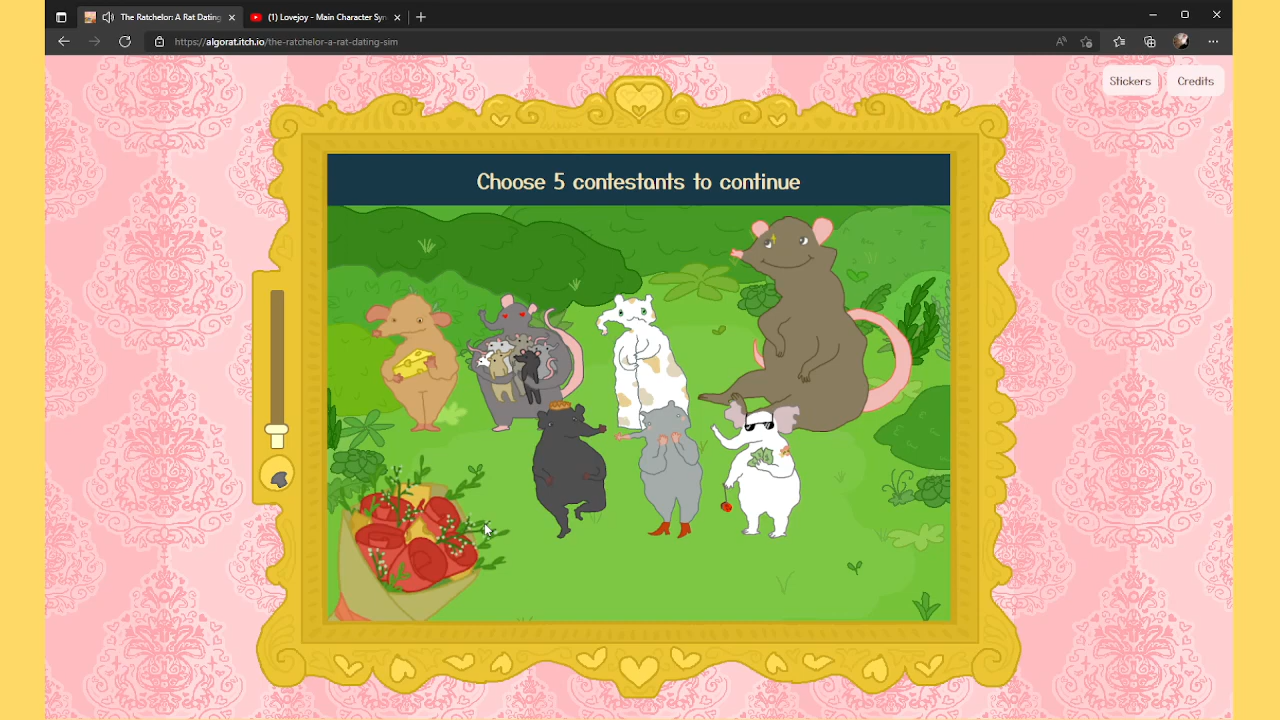 The Ratchelor: A Rat Dating
(1) Lovejoy - Main Character Syn
https://algorat.itch.io/the-ratchelor-a-rat-dating-sim
Stickers
Credits
Choose 5 contestants to continue